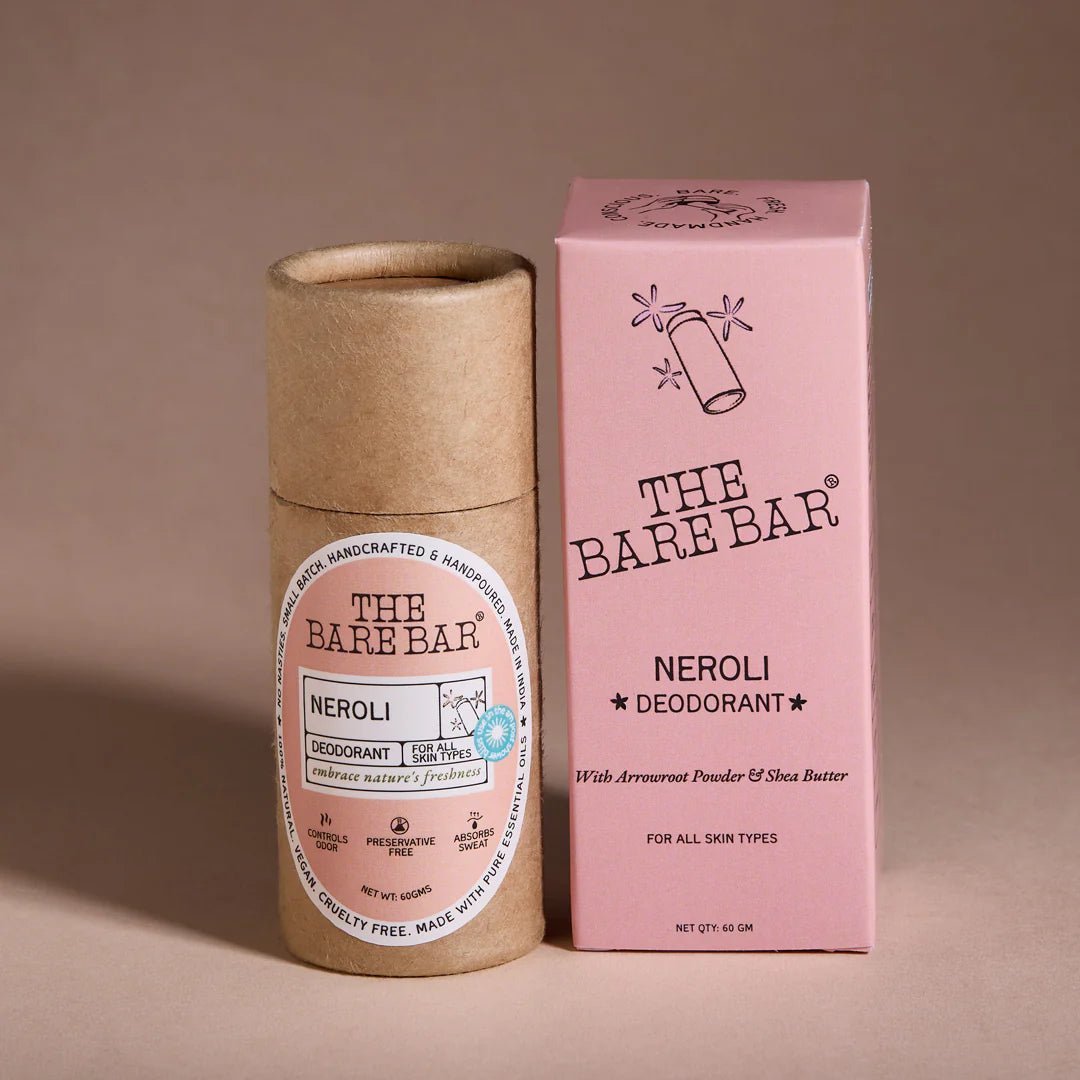 NO NASTIES. SMALL BATCH. HANDCRAFTED & HANDPOURED. MADE IN INDIA ★
100% NATURAL. VEGAN. CRUELTY FREE. MADE WITH PURE ESSENTIAL OILS ★
THE
BARE BAR®
NEROLI
DEODORANT
FOR ALL
SKIN TYPES
embrace nature's freshness
CONTROLS
ODOR
PRESERVATIVE
FREE
ABSORBS
SWEAT
NET WT: 60GMS
CONSCIOUS. BARE. FRESH. HANDMADE.
THE
BARE BAR®
NEROLI
★ DEODORANT ★
With Arrowroot Powder & Shea Butter
FOR ALL SKIN TYPES
NET QTY: 60 GM